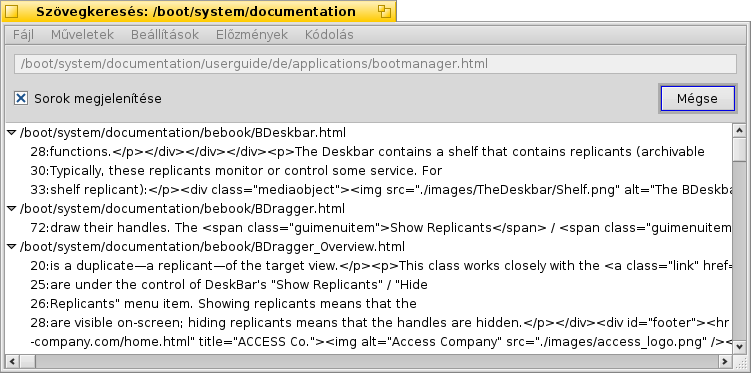 Szövegkeresés: /boot/system/documentation
Fájl Műveletek Beállítások Előzmények Kódolás
/boot/system/documentation/userguide/de/applications/bootmanager.html
Sorok megjelenítése Mégse
/boot/system/documentation/bebook/BDeskbar.html
28:functions.</p></div></div></div><p>The Deskbar contains a shelf that contains replicants (archivable
30:Typically, these replicants monitor or control some service. For
33:shelf replicant):</p><div class="mediaobject"><img src="./images/TheDeskbar/Shelf.png" alt="The BDeskba
/boot/system/documentation/bebook/BDragger.html
72:draw their handles. The <span class="guimenuitem">Show Replicants</span> / <span class="guimenuitem
/boot/system/documentation/bebook/BDragger_Overview.html
20:is a duplicate—a replicant—of the target view.</p><p>This class works closely with the <a class="link" href=
25:are under the control of DeskBar's "Show Replicants" / "Hide
26:Replicants" menu item. Showing replicants means that the
28:are visible on-screen; hiding replicants means that the handles are hidden.</p></div><div id="footer"><hr
-company.com/home.html" title="ACCESS Co."><img alt="Access Company" src="./images/access_logo.png" /><